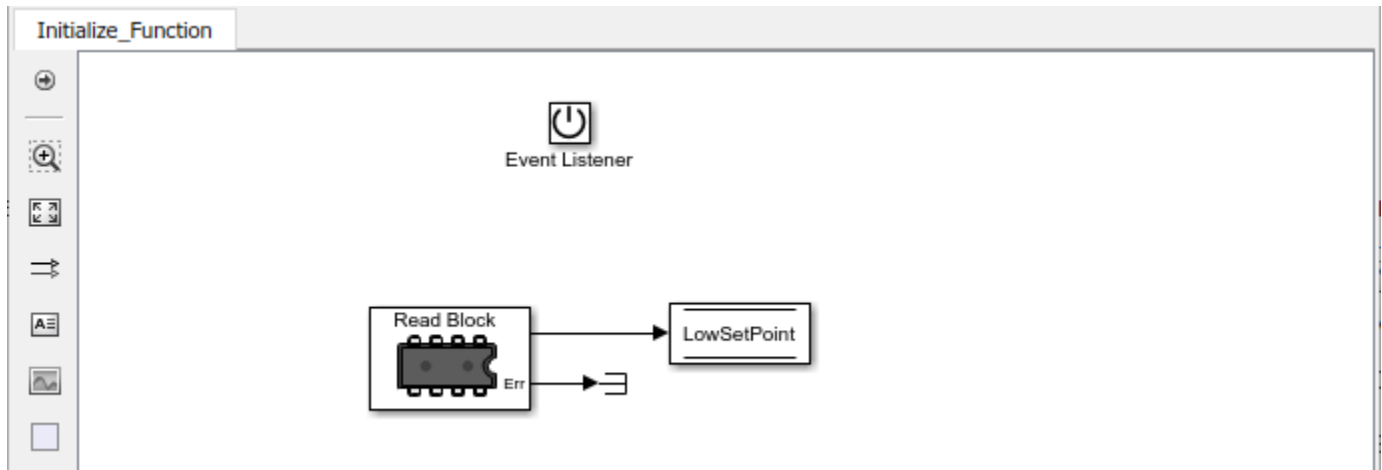 Initialize_Function
Event Listener
Read Block
Err
LowSetPoint
A